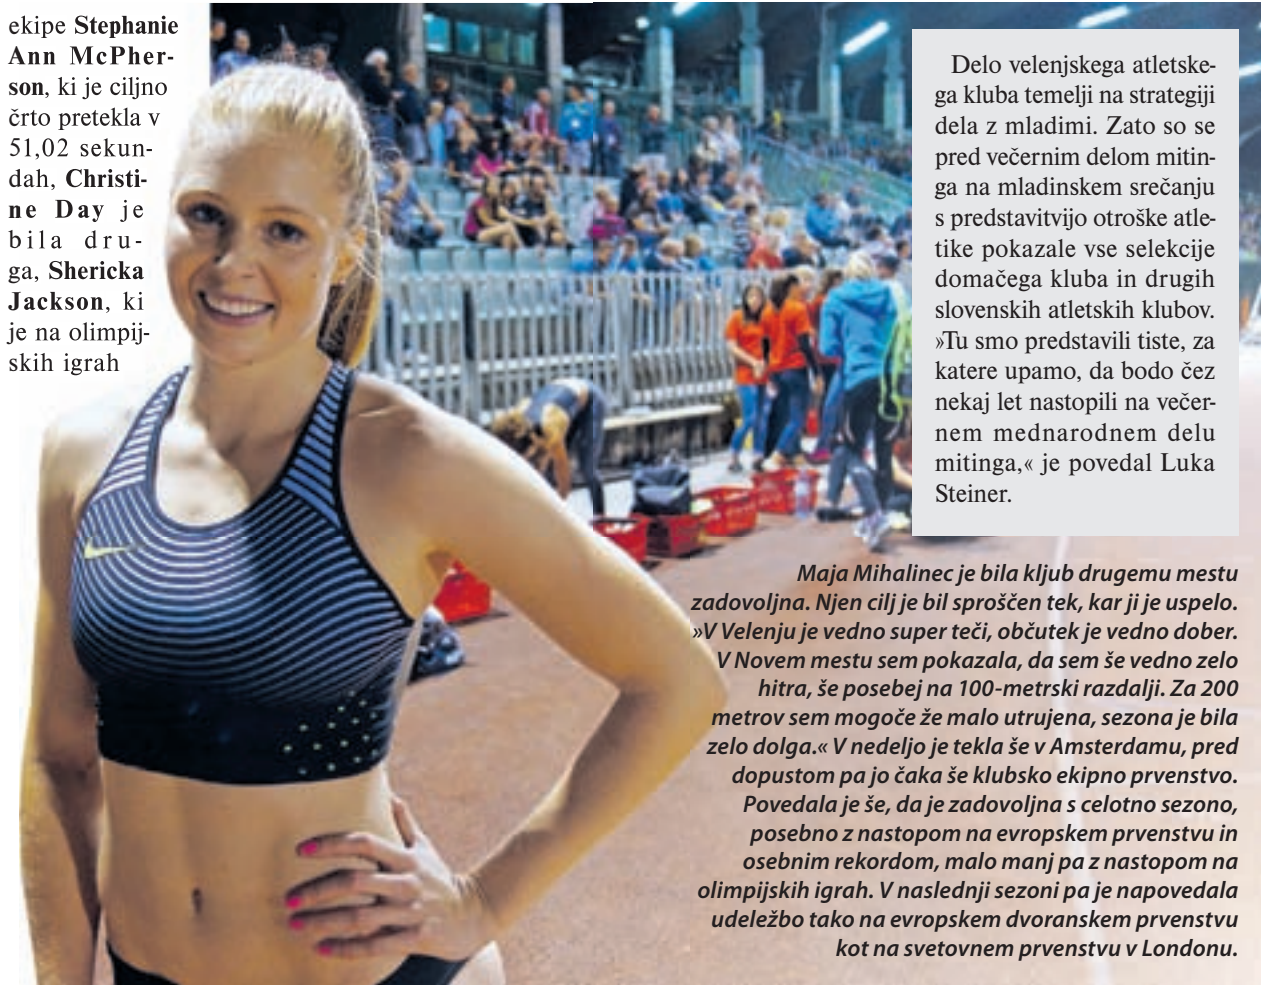 ekipe Stephanie
Ann McPher-
son, ki je ciljno
črto pretekla v
51,02 sekun-
dah, Christi-
ne Day je
bila dru-
ga, Shericka
Jackson, ki
je na olimpij-
skih igrah
Delo velenjskega atletske-
ga kluba temelji na strategiji
dela z mladimi. Zato so se
pred večernim delom mitin-
ga na mladinskem srečanju
s predstavitvijo otroške atle-
tike pokazale vse selekcije
domačega kluba in drugih
slovenskih atletskih klubov.
»Tu smo predstavili tiste, za
katere upamo, da bodo čez
nekaj let nastopili na večer-
nem mednarodnem delu
mitinga,« je povedal Luka
Steiner.
Maja Mihalinec je bila kljub drugemu mestu
zadovoljna. Njen cilj je bil sproščen tek, kar ji je uspelo.
»V Velenju je vedno super teči, občutek je vedno dober.
V Novem mestu sem pokazala, da sem še vedno zelo
hitra, še posebej na 100-metrski razdalji. Za 200
metrov sem mogoče že malo utrujena, sezona je bila
zelo dolga.« V nedeljo je tekla še v Amsterdamu, pred
dopustom pa jo čaka še klubsko ekipno prvenstvo.
Povedala je še, da je zadovoljna s celotno sezono,
posebno z nastopom na evropskem prvenstvu in
osebnim rekordom, malo manj pa z nastopom na
olimpijskih igrah. V naslednji sezoni pa je napovedala
udeležbo tako na evropskem dvoranskem prvenstvu
kot na svetovnem prvenstvu v Londonu.